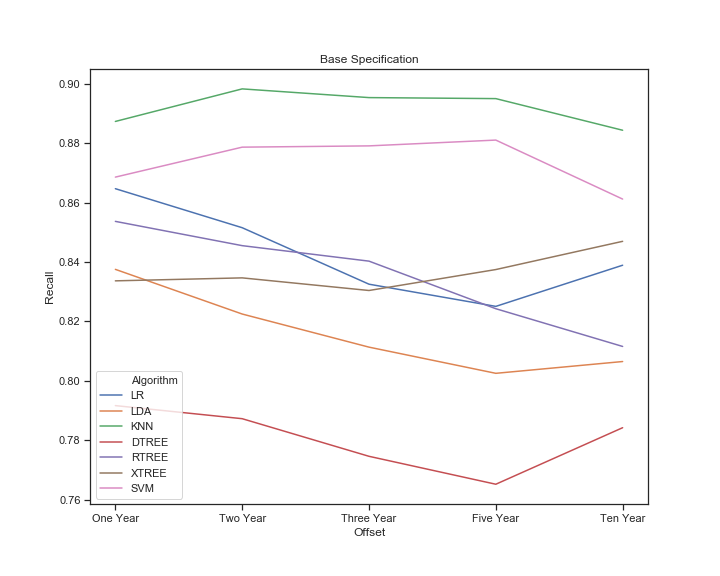 Base Specification
0.90
0.88
0.86
0.84
0.82
0.80
0.78
0.76
Recall
Algorithm
LR
LDA
KNN
DTREE
RTREE
XTREE
SVM
One Year Two Year Three Year Five Year Ten Year
Offset